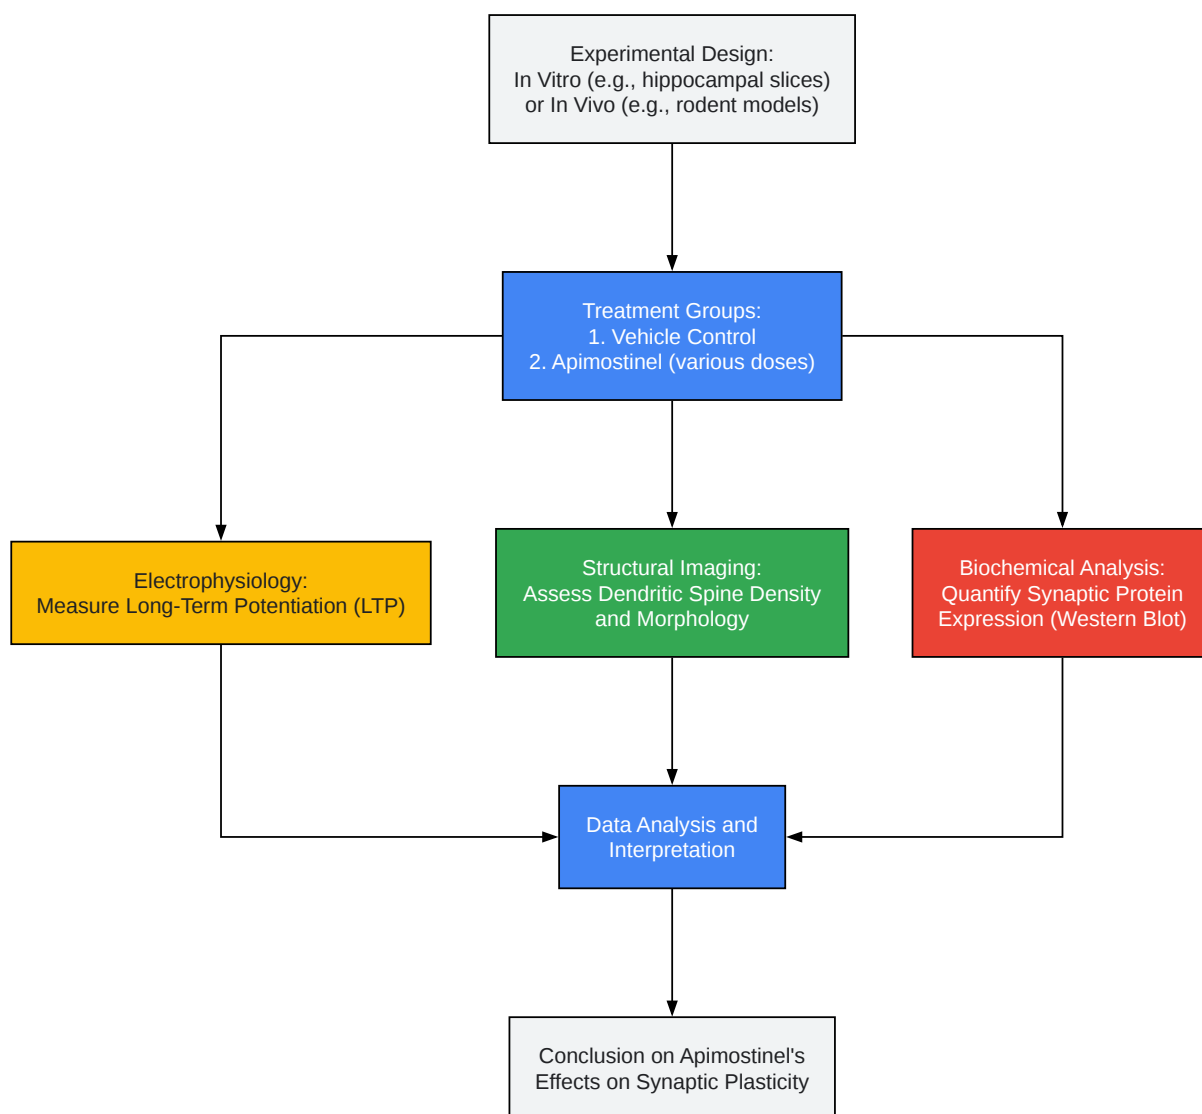 Experimental Design:
In Vitro (e.g., hippocampal slices)
or In Vivo (e.g., rodent models)
Treatment Groups:
1. Vehicle Control
2. Apimostinel (various doses)
Electrophysiology:
Measure Long-Term Potentiation (LTP)
Structural Imaging:
Assess Dendritic Spine Density
and Morphology
Biochemical Analysis:
Quantify Synaptic Protein
Expression (Western Blot)
Data Analysis and
Interpretation
Conclusion on Apimostinel's
Effects on Synaptic Plasticity